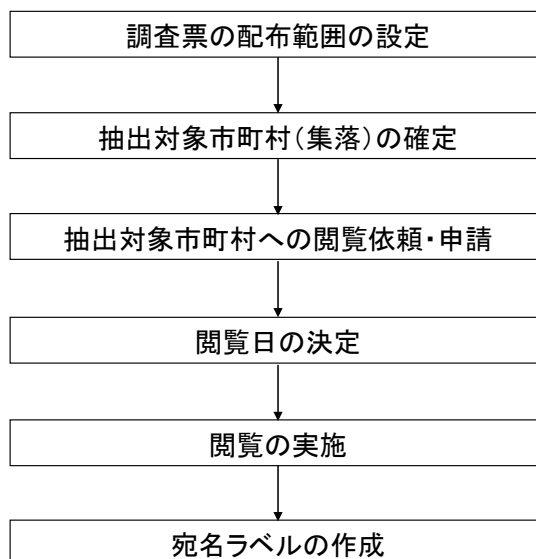 調査票の配布範囲の設定
抽出対象市町村（集落）の確定
抽出対象市町村への閲覧依頼・申請
閲覧日の決定
閲覧の実施
宛名ラベルの作成